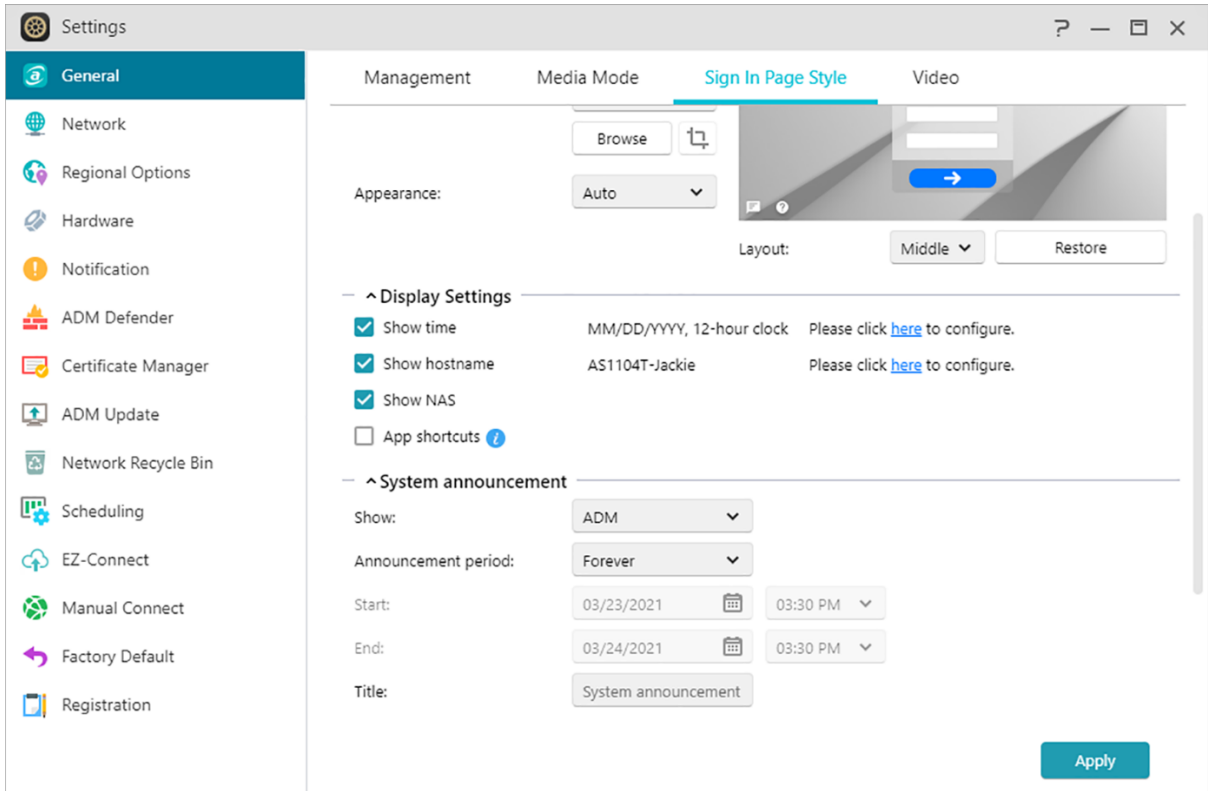 Settings
General
Network
Regional Options
Hardware
Notification
ADM Defender
Certificate Manager
ADM Update
Network Recycle Bin
Scheduling
EZ-Connect
Manual Connect
Factory Default
Registration
Management Media Mode Sign In Page Style Video
Browse
Appearance: Auto
Layout: Middle Restore
Display Settings
Show time MM/DD/YYYY, 12-hour clock Please click here to configure.
Show hostname AS1104T-Jackie Please click here to configure.
Show NAS
App shortcuts
System announcement
Show: ADM
Announcement period: Forever
Start: 03/23/2021 03:30 PM
End: 03/24/2021 03:30 PM
Title: System announcement
Apply